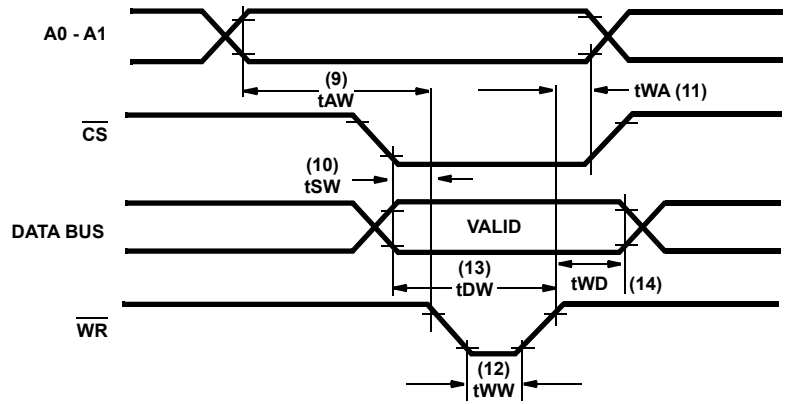 A0 - A1
(9)
tAW
tWA (11)
CS
(10)
tSW
DATA BUS
VALID
(13)
tDW
tWD (14)
WR
(12)
tWW